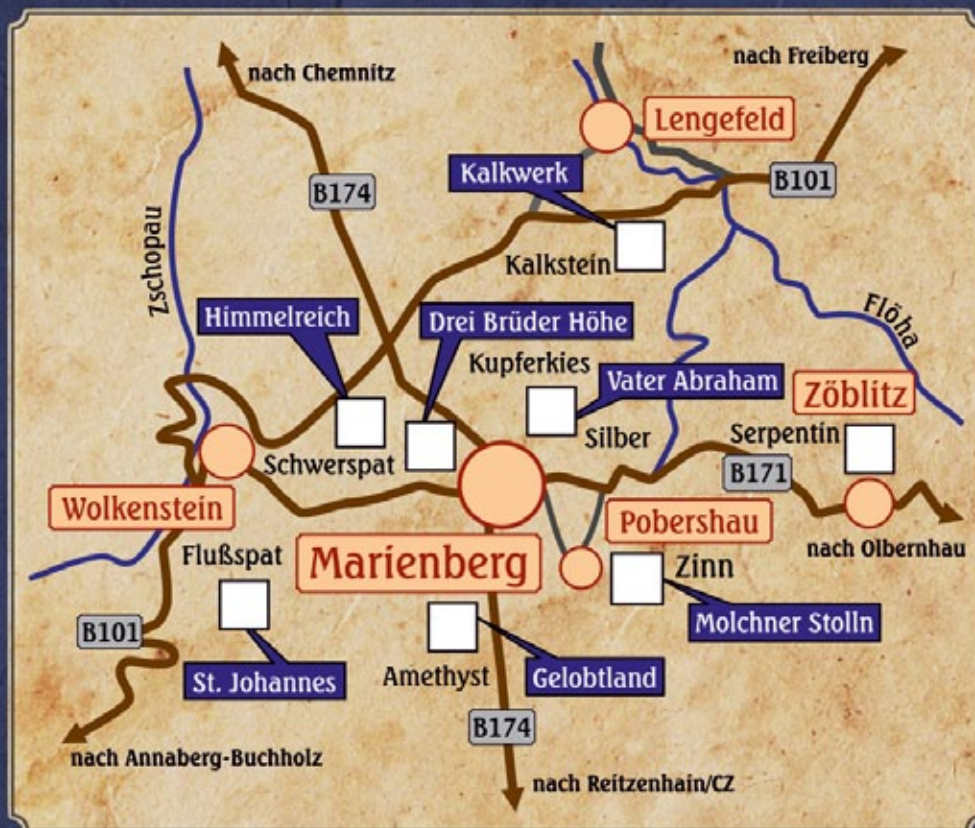 nach Chemnitz
nach Freiberg
Lengefeld
Kalkwerk
B101
B174
Zschopau
Kalkstein
Himmelreich
Drei Brüder Höhe
Flöha
Kupferkies
Vater Abraham
Zöblitz
Silber
Serpentin
Schwerspat
B171
Wolkenstein
Pobershau
nach Olbernhau
Flußspat
Marienberg
Zinn
B101
Molchner Stolln
St. Johannes
Amethyst
Gelobtland
B174
nach Annaberg-Buchholz
nach Reitzenhain/CZ